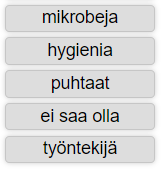 mikrobeja
hygienia
puhtaat
ei saa olla
työntekijä